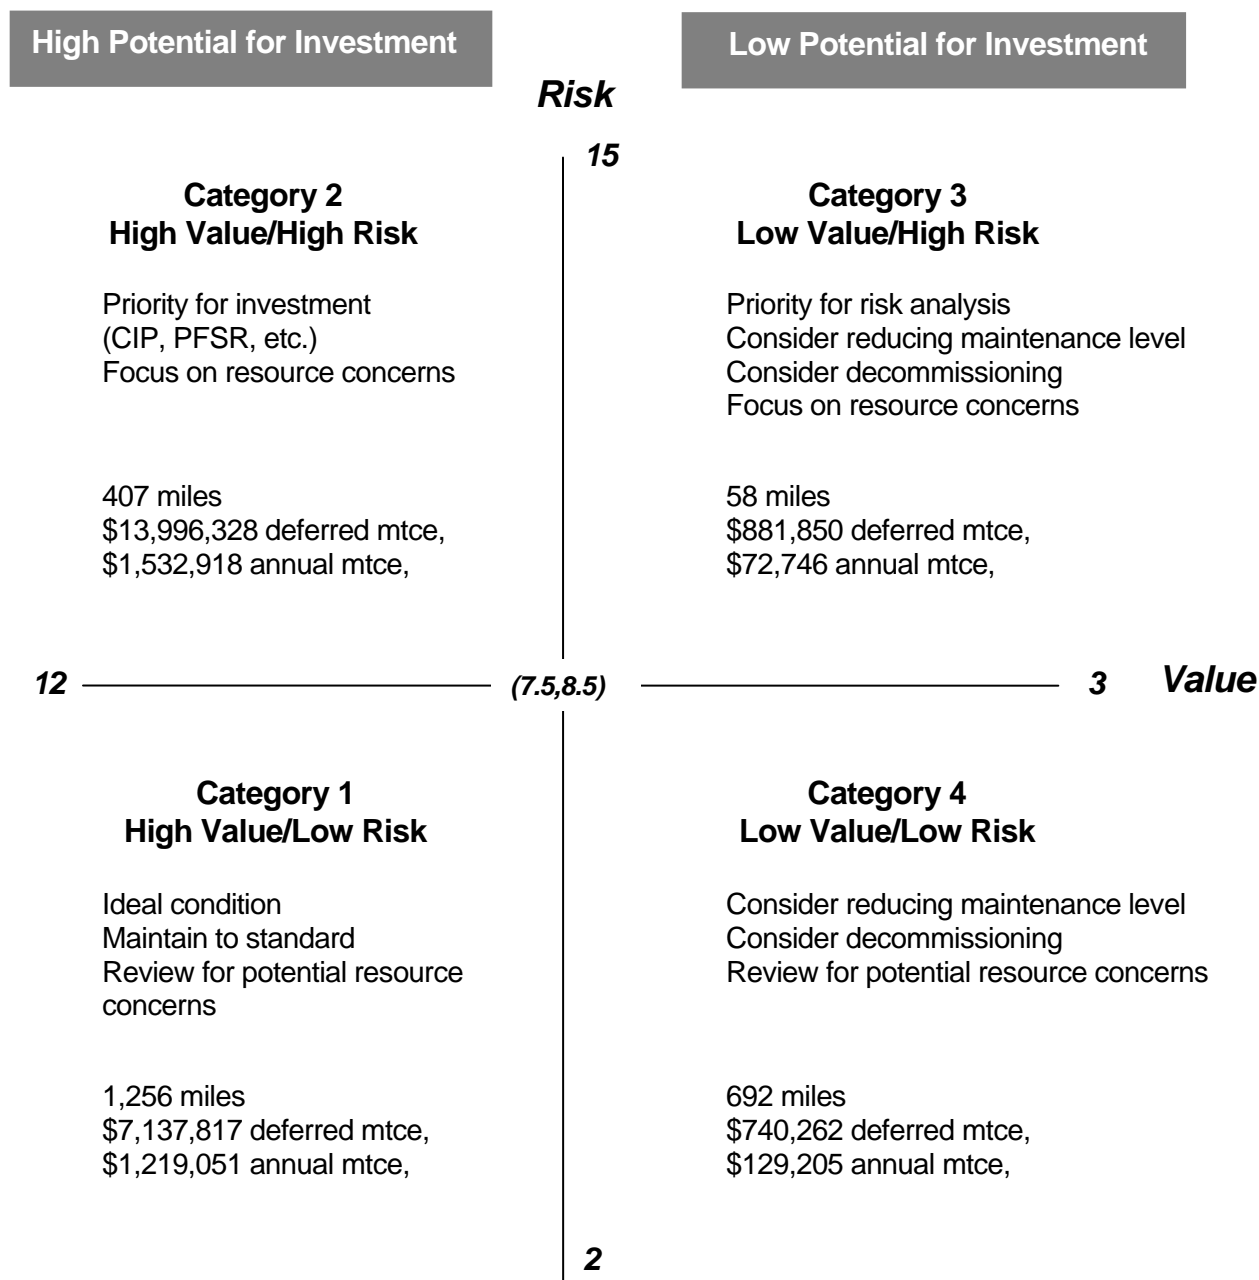 High Potential for Investment
Low Potential for Investment
Risk
15
Category 2
High Value/High Risk
Priority for investment
(CIP, PFSR, etc.)
Focus on resource concerns
407 miles
$13,996,328 deferred mtce,
$1,532,918 annual mtce,
Category 3
Low Value/High Risk
Priority for risk analysis
Consider reducing maintenance level
Consider decommissioning
Focus on resource concerns
58 miles
$881,850 deferred mtce,
$72,746 annual mtce,
12
(7.5,8.5)
3
Value
Category 1
High Value/Low Risk
Ideal condition
Maintain to standard
Review for potential resource
concerns
1,256 miles
$7,137,817 deferred mtce,
$1,219,051 annual mtce,
Category 4
Low Value/Low Risk
Consider reducing maintenance level
Consider decommissioning
Review for potential resource concerns
692 miles
$740,262 deferred mtce,
$129,205 annual mtce,
2